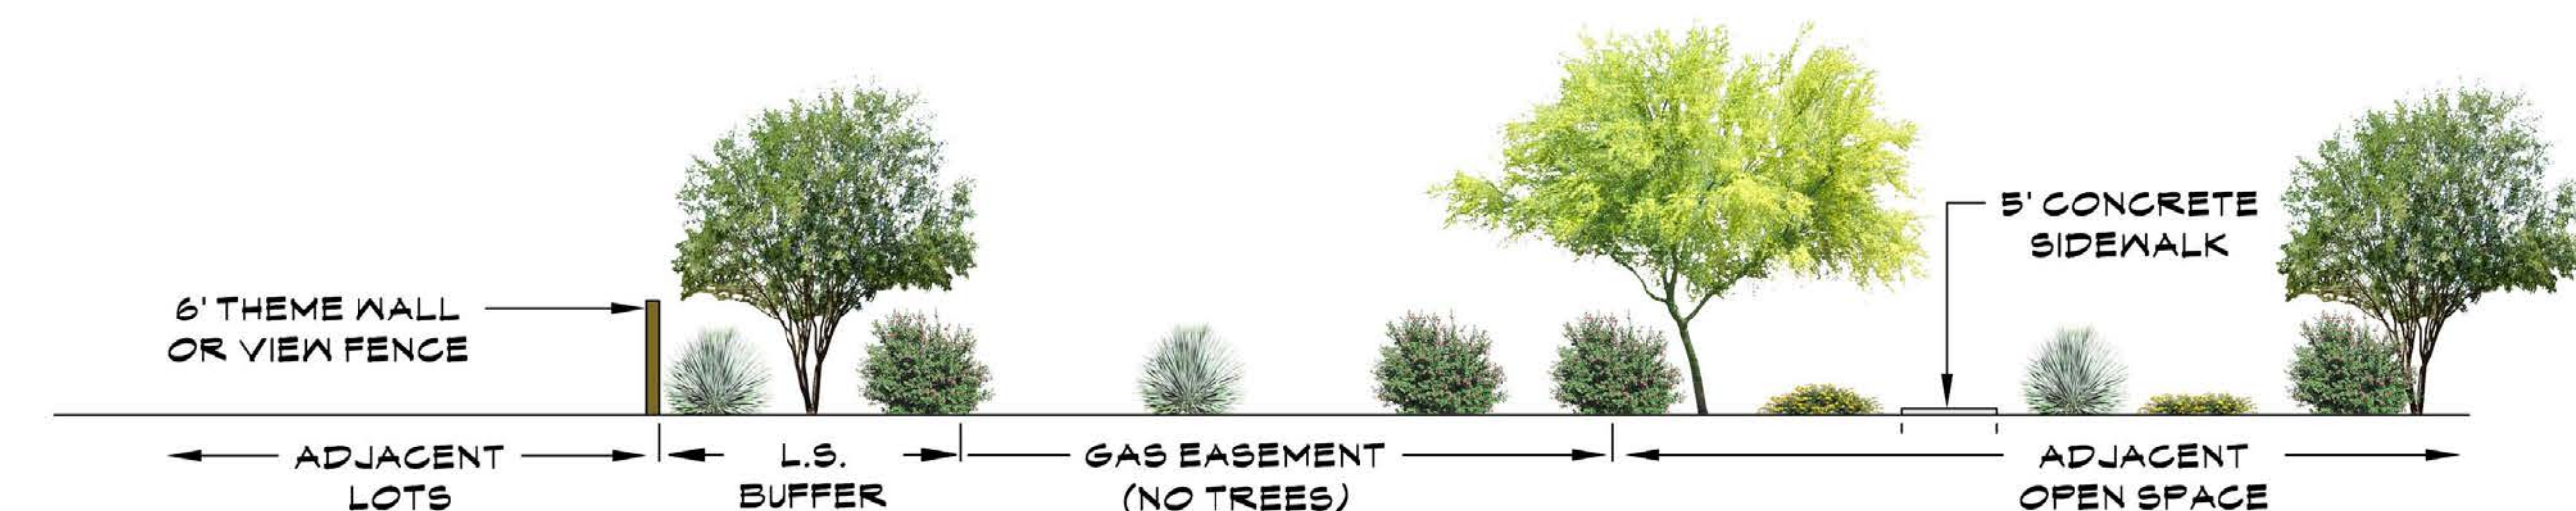 6' THEME WALL
OR VIEW FENCE
5' CONCRETE
SIDEWALK
ADJACENT
LOTS
L.S.
BUFFER
GAS EASEMENT
(NO TREES)
ADJACENT
OPEN SPACE